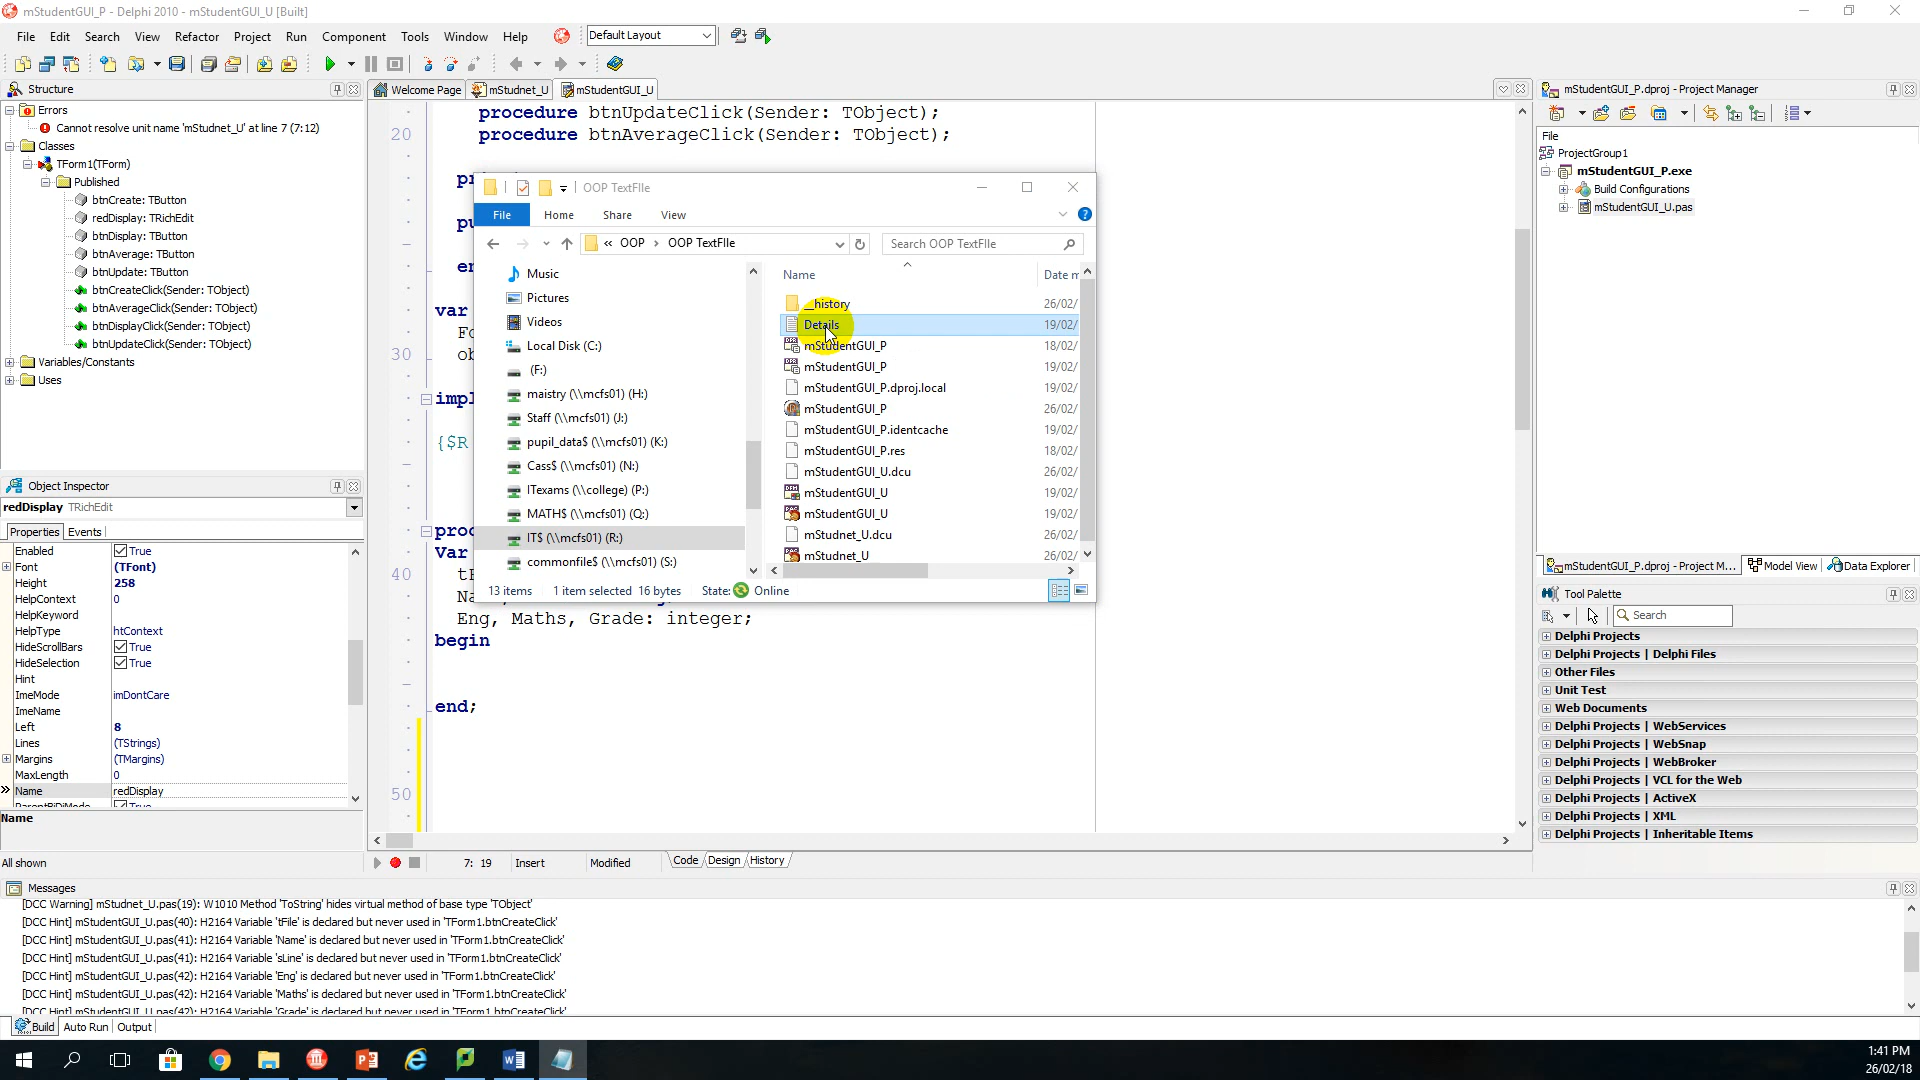 mStudentGUI_P - Delphi 2010 - mStudentGUI_U [Built]
File Edit Search View Refactor Project Run Component Tools Window Help Default Layout
Structure
Errors
Cannot resolve unit name 'mStudnet_U' at line 7 (7:12)
Classes
TForm1(TForm)
Published
btnCreate: TButton
redDisplay: TRichEdit
btnDisplay: TButton
btnAverage: TButton
btnUpdate: TButton
btnCreateClick(Sender: TObject)
btnAverageClick(Sender: TObject)
btnDisplayClick(Sender: TObject)
btnUpdateClick(Sender: TObject)
Variables/Constants
Uses
Object Inspector
redDisplay TRichEdit
Properties Events
Enabled True
Font (TFont)
Height 258
HelpContext 0
HelpKeyword
HelpType htContext
HideScrollBars True
HideSelection True
Hint
ImeMode imDontCare
ImeName
Left 8
Lines (TStrings)
Margins (TMargins)
MaxLength 0
Name redDisplay
Name
All shown
Welcome Page mStudnet_U mStudentGUI_U
procedure btnUpdateClick(Sender: TObject);
20 procedure btnAverageClick(Sender: TObject);
var
30
40
Eng, Maths, Grade: integer;
begin
end;
50
OOP TextFIle
File Home Share View
« OOP › OOP TextFIle
Search OOP TextFIle
Music
Pictures
Videos
Local Disk (C:)
(F:)
maistry (\\mcfs01) (H:)
Staff (\\mcfs01) (J:)
pupil_data$ (\\mcfs01) (K:)
Cass$ (\\mcfs01) (N:)
ITexams (\\college) (P:)
MATH$ (\\mcfs01) (Q:)
IT$ (\\mcfs01) (R:)
commonfile$ (\\mcfs01) (S:)
Name Date m
__history 26/02/
Details 19/02/
mStudentGUI_P 18/02/
mStudentGUI_P 19/02/
mStudentGUI_P.dproj.local 19/02/
mStudentGUI_P 26/02/
mStudentGUI_P.identcache 19/02/
mStudentGUI_P.res 18/02/
mStudentGUI_U.dcu 26/02/
mStudentGUI_U 19/02/
mStudentGUI_U 19/02/
mStudnet_U.dcu 26/02/
mStudnet_U 26/02/
13 items 1 item selected 16 bytes State: Online
7: 19 Insert Modified Code Design History
mStudentGUI_P.dproj - Project Manager
File
ProjectGroup1
mStudentGUI_P.exe
Build Configurations
mStudentGUI_U.pas
mStudentGUI_P.dproj - Project M... Model View Data Explorer
Tool Palette
Search
Delphi Projects
Delphi Projects | Delphi Files
Other Files
Unit Test
Web Documents
Delphi Projects | WebServices
Delphi Projects | WebSnap
Delphi Projects | WebBroker
Delphi Projects | VCL for the Web
Delphi Projects | ActiveX
Delphi Projects | XML
Delphi Projects | Inheritable Items
Messages
[DCC Warning] mStudnet_U.pas(19): W1010 Method 'ToString' hides virtual method of base type 'TObject'
[DCC Hint] mStudentGUI_U.pas(40): H2164 Variable 'tFile' is declared but never used in 'TForm1.btnCreateClick'
[DCC Hint] mStudentGUI_U.pas(41): H2164 Variable 'Name' is declared but never used in 'TForm1.btnCreateClick'
[DCC Hint] mStudentGUI_U.pas(41): H2164 Variable 'sLine' is declared but never used in 'TForm1.btnCreateClick'
[DCC Hint] mStudentGUI_U.pas(42): H2164 Variable 'Eng' is declared but never used in 'TForm1.btnCreateClick'
[DCC Hint] mStudentGUI_U.pas(42): H2164 Variable 'Maths' is declared but never used in 'TForm1.btnCreateClick'
[DCC Hint] mStudentGUI_U.pas(42): H2164 Variable 'Grade' is declared but never used in 'TForm1.btnCreateClick'
Build Auto Run Output
1:41 PM
26/02/18